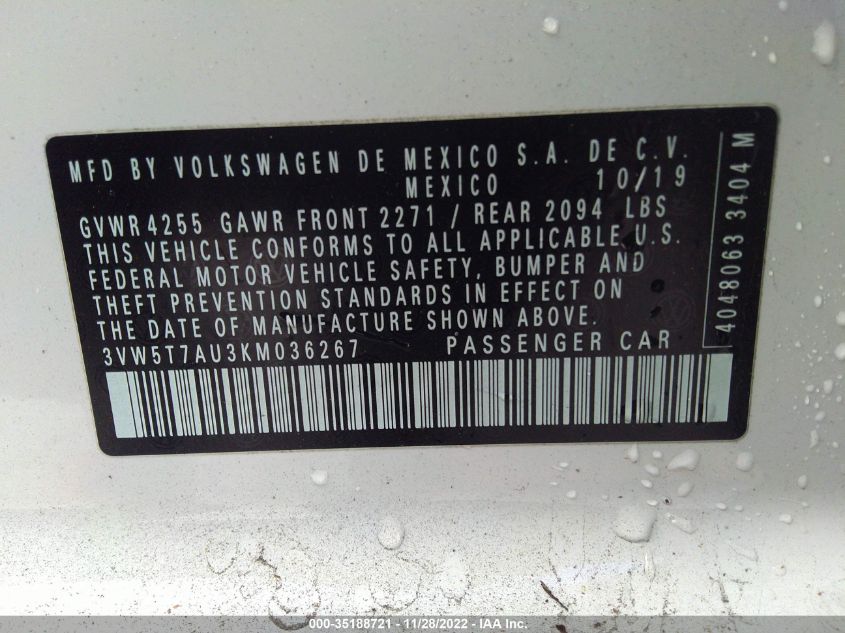 MFD BY VOLKSWAGEN DE MEXICO S.A. DE C.V.
MEXICO 10/19
GVWR 4255 GAWR FRONT 2271 / REAR 2094 LBS
THIS VEHICLE CONFORMS TO ALL APPLICABLE U.S.
FEDERAL MOTOR VEHICLE SAFETY, BUMPER AND
THEFT PREVENTION STANDARDS IN EFFECT ON
THE DATE OF MANUFACTURE SHOWN ABOVE.
3VW5T7AU3KM036267 PASSENGER CAR
4048063 3404 M
000-35188721 - 11/28/2022 - IAA Inc.